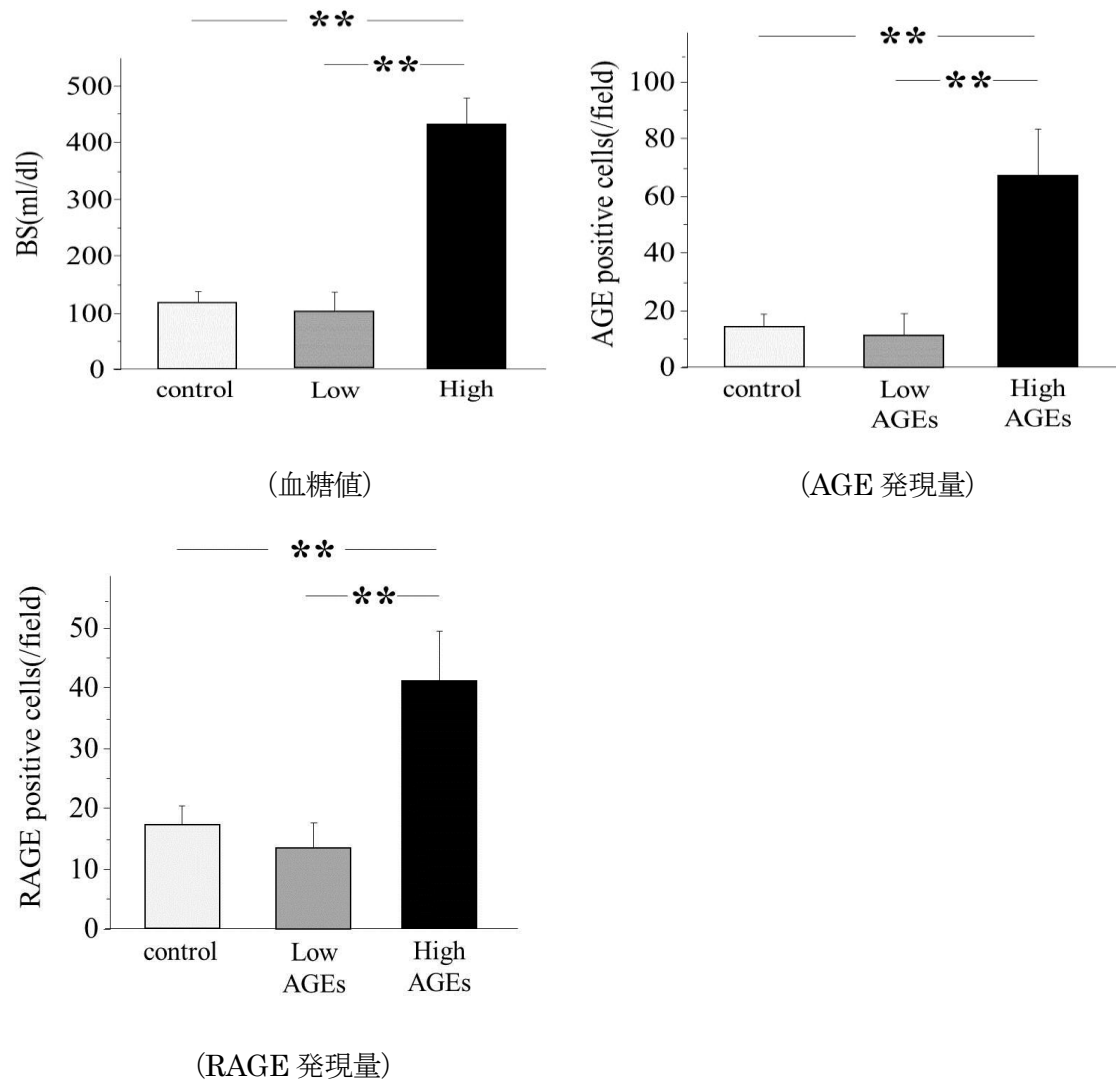 **
**
500
400
300
200
100
0
BS(ml/dl)
control Low High
(血糖値)
**
**
100
80
60
40
20
0
AGE positive cells(/field)
control Low High
AGEs AGEs
(AGE 発現量)
**
**
50
40
30
20
10
0
RAGE positive cells(/field)
control Low High
AGEs AGEs
(RAGE 発現量)